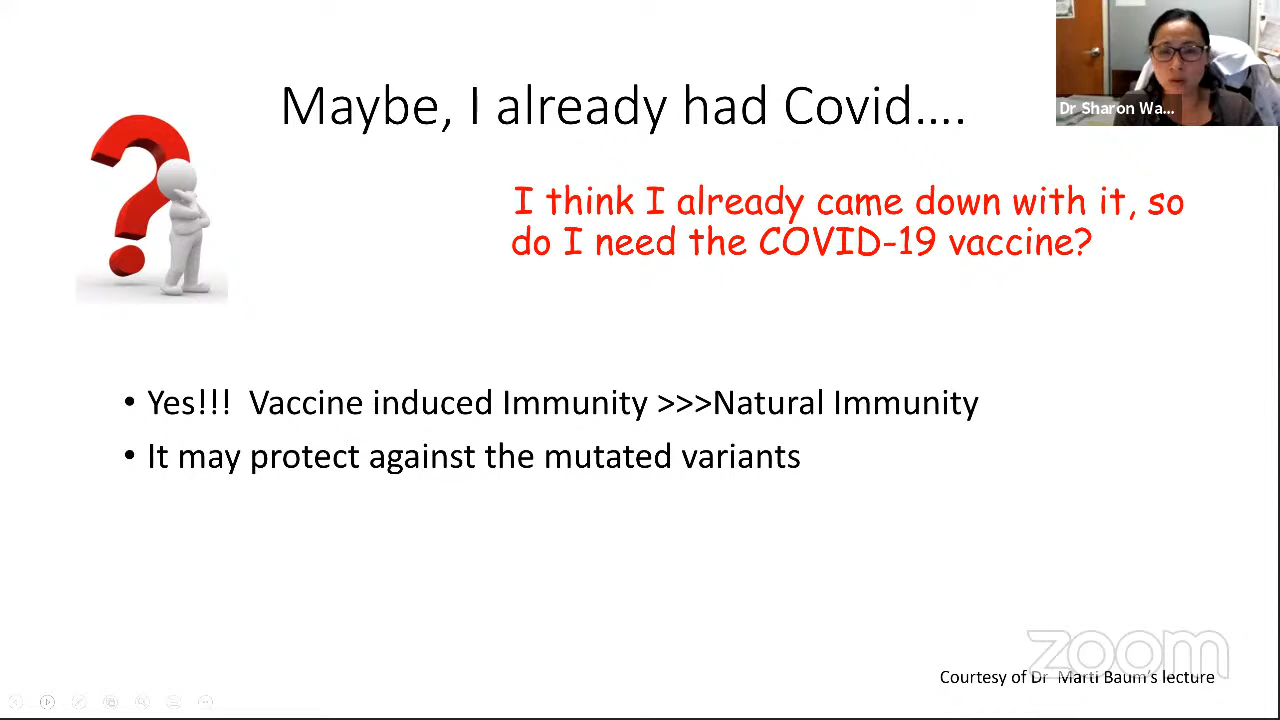 Maybe, I already had Covid....
Dr Sharon Wa...
I think I already came down with it, so
do I need the COVID-19 vaccine?
• Yes!!! Vaccine induced Immunity >>>Natural Immunity
• It may protect against the mutated variants
zoom
Courtesy of Dr Marti Baum's lecture